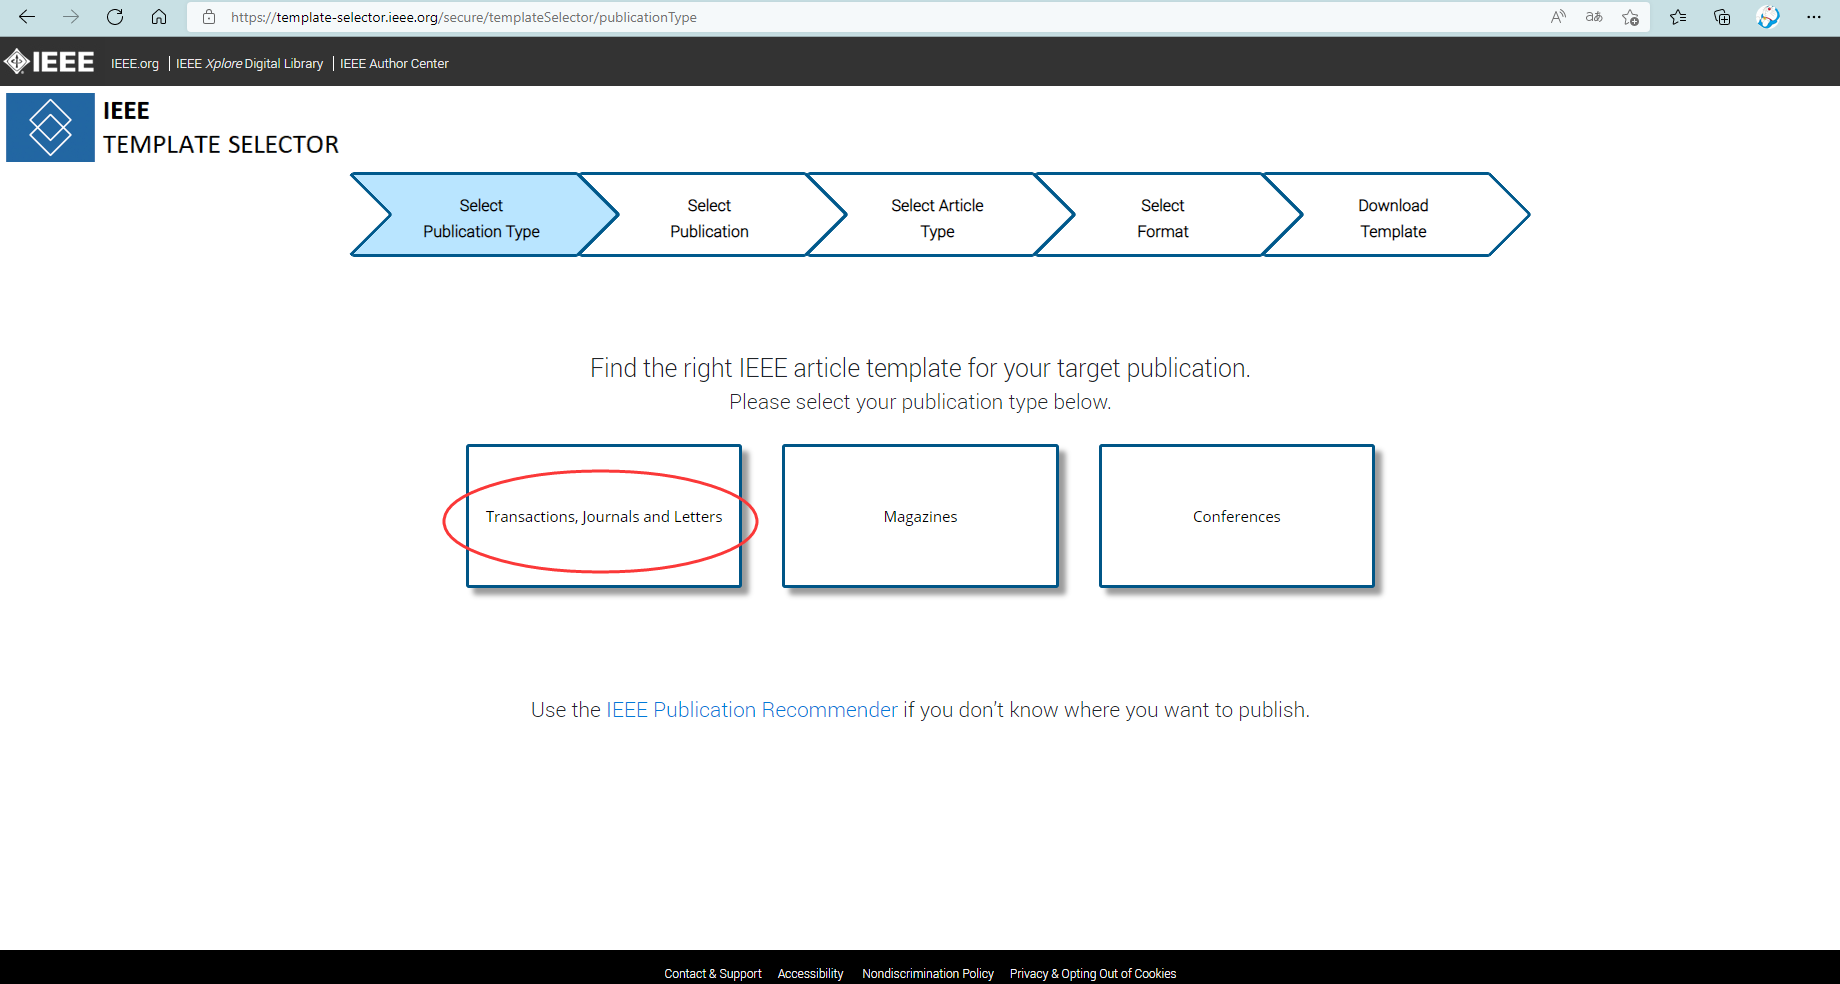 https://template-selector.ieee.org/secure/templateSelector/publicationType
IEEE
IEEE.org | IEEE Xplore Digital Library | IEEE Author Center
IEEE
TEMPLATE SELECTOR
Select
Publication Type
Select
Publication
Select Article
Type
Select
Format
Download
Template
Find the right IEEE article template for your target publication.
Please select your publication type below.
Transactions, Journals and Letters
Magazines
Conferences
Use the IEEE Publication Recommender if you don’t know where you want to publish.
Contact & Support Accessibility Nondiscrimination Policy Privacy & Opting Out of Cookies